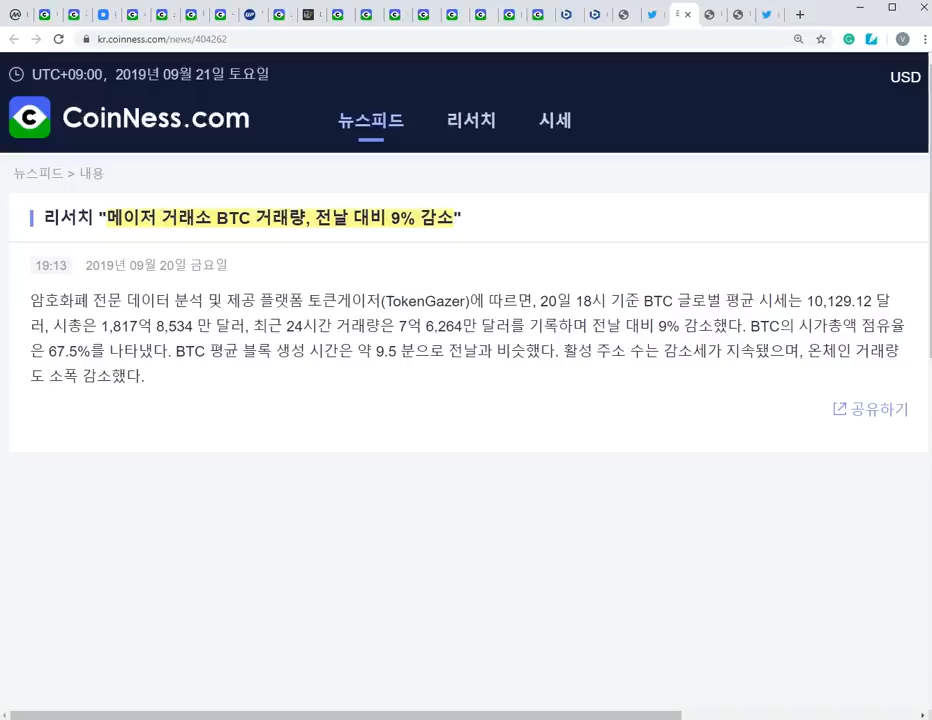 kr.coinness.com/news/404262
UTC+09:00, 2019년 09월 21일 토요일
USD
CoinNess.com
뉴스피드 리서치 시세
뉴스피드 > 내용
리서치 "메이저 거래소 BTC 거래량, 전날 대비 9% 감소"
19:13 2019년 09월 20일 금요일
암호화폐 전문 데이터 분석 및 제공 플랫폼 토큰게이저(TokenGazer)에 따르면, 20일 18시 기준 BTC 글로벌 평균 시세는 10,129.12 달
러, 시총은 1,817억 8,534 만 달러, 최근 24시간 거래량은 7억 6,264만 달러를 기록하며 전날 대비 9% 감소했다. BTC의 시가총액 점유율
은 67.5%를 나타냈다. BTC 평균 블록 생성 시간은 약 9.5 분으로 전날과 비슷했다. 활성 주소 수는 감소세가 지속됐으며, 온체인 거래량
도 소폭 감소했다.
공유하기